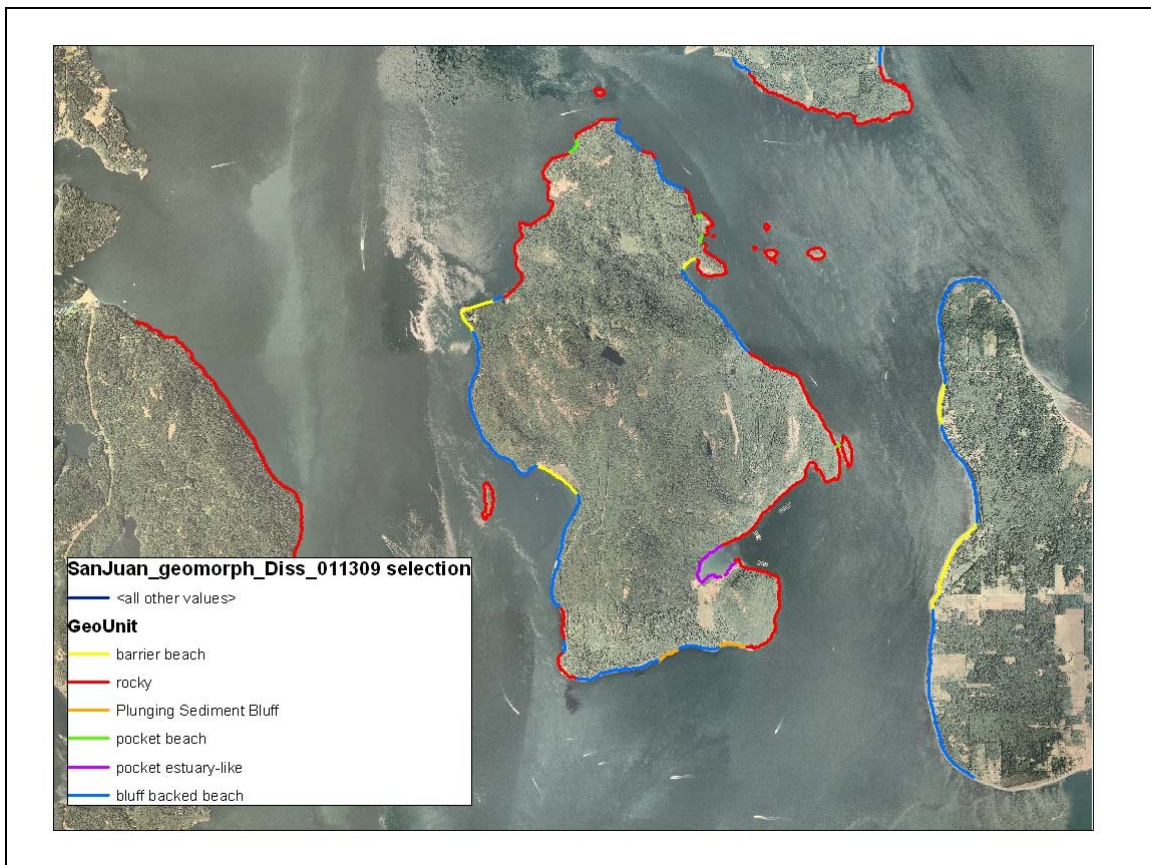 SanJuan_geomorph_Diss_011309 selection
<all other values>
GeoUnit
barrier beach
rocky
Plunging Sediment Bluff
pocket beach
pocket estuary-like
bluff backed beach